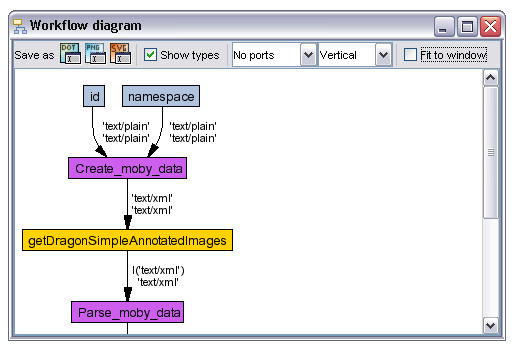 Workflow diagram
Save as DOT PNG SVG Show types No ports Vertical Fit to window
id namespace
'text/plain' 'text/plain'
'text/plain' 'text/plain'
Create_moby_data
'text/xml'
'text/xml'
getDragonSimpleAnnotatedImages
l('text/xml')
'text/xml'
Parse_moby_data